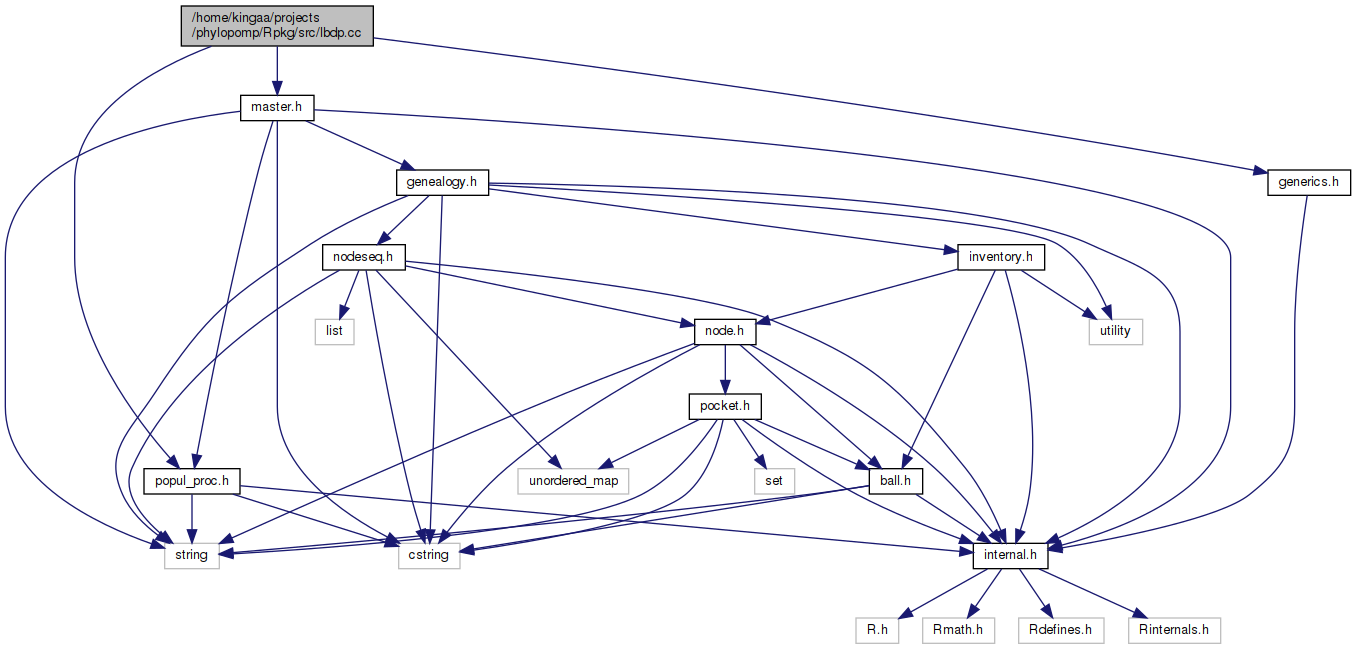 /home/kingaa/projects
/phylopomp/Rpkg/src/lbdp.cc
master.h
genealogy.h
generics.h
nodeseq.h
inventory.h
list
node.h
utility
pocket.h
popul_proc.h
unordered_map
set
ball.h
string
cstring
internal.h
R.h
Rmath.h
Rdefines.h
Rinternals.h